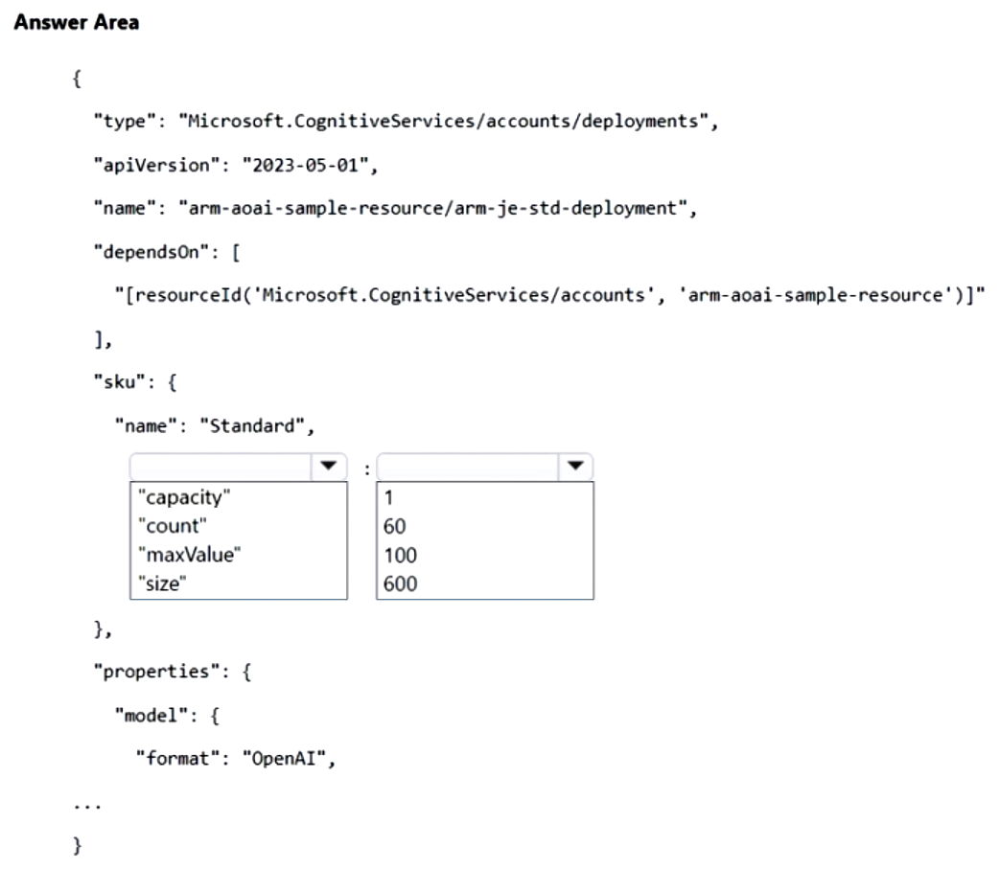 Answer Area
{
"type": "Microsoft.CognitiveServices/accounts/deployments",
"apiVersion": "2023-05-01",
"name": "arm-aoai-sample-resource/arm-je-std-deployment",
"dependsOn": [
"[resourceId('Microsoft.CognitiveServices/accounts', 'arm-aoai-sample-resource')]"
],
"sku": {
"name": "Standard",
:
"capacity" 1
"count" 60
"maxValue" 100
"size" 600
},
"properties": {
"model": {
"format": "OpenAI",
...
}